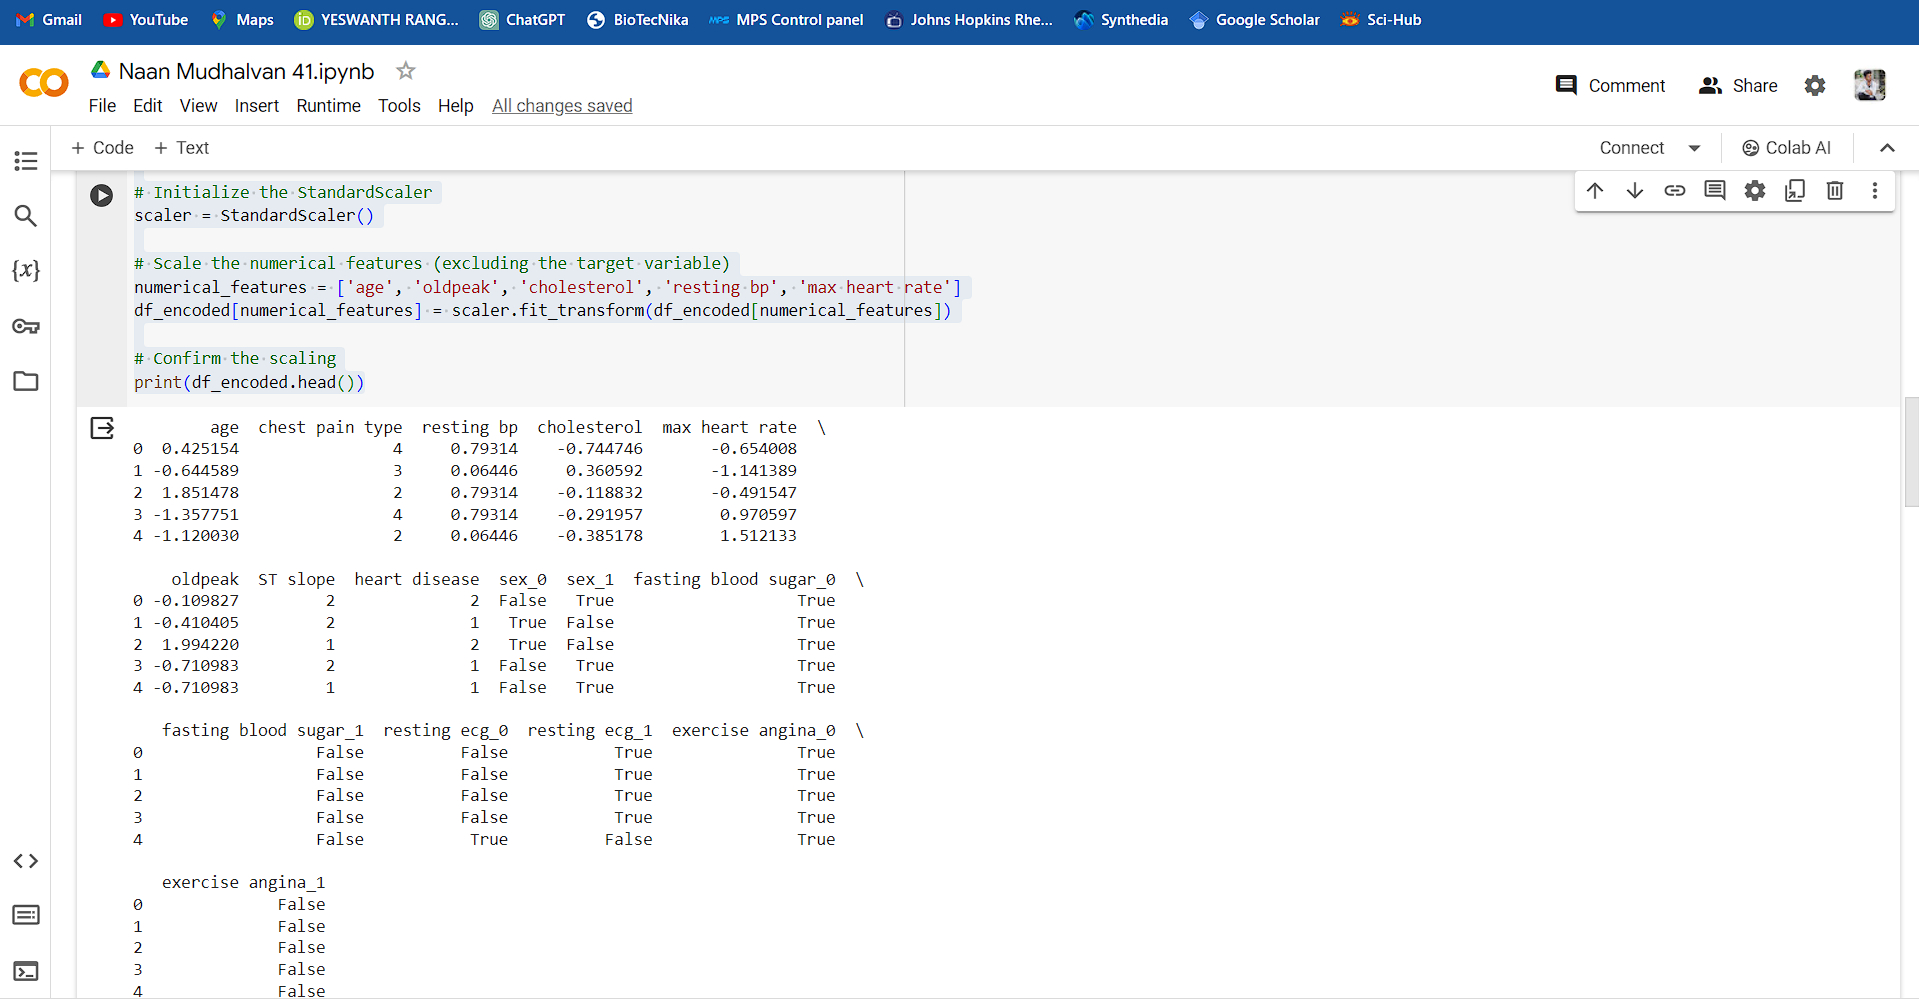 Gmail YouTube Maps YESWANTH RANG... ChatGPT BioTecNika MPS MPS Control panel Johns Hopkins Rhe... Synthedia Google Scholar Sci-Hub
Naan Mudhalvan 41.ipynb
File Edit View Insert Runtime Tools Help All changes saved
Comment Share
+ Code + Text
Connect Colab AI
# Initialize the StandardScaler
scaler = StandardScaler()
# Scale the numerical features (excluding the target variable)
numerical_features = ['age', 'oldpeak', 'cholesterol', 'resting bp', 'max heart rate']
df_encoded[numerical_features] = scaler.fit_transform(df_encoded[numerical_features])
# Confirm the scaling
print(df_encoded.head())
age chest pain type resting bp cholesterol max heart rate \
0 0.425154 4 0.79314 -0.744746 -0.654008
1 -0.644589 3 0.06446 0.360592 -1.141389
2 1.851478 2 0.79314 -0.118832 -0.491547
3 -1.357751 4 0.79314 -0.291957 0.970597
4 -1.120030 2 0.06446 -0.385178 1.512133
oldpeak ST slope heart disease sex_0 sex_1 fasting blood sugar_0 \
0 -0.109827 2 2 False True True
1 -0.410405 2 1 True False True
2 1.994220 1 2 True False True
3 -0.710983 2 1 False True True
4 -0.710983 1 1 False True True
fasting blood sugar_1 resting ecg_0 resting ecg_1 exercise angina_0 \
0 False False True True
1 False False True True
2 False False True True
3 False False True True
4 False True False True
exercise angina_1
0 False
1 False
2 False
3 False
4 False